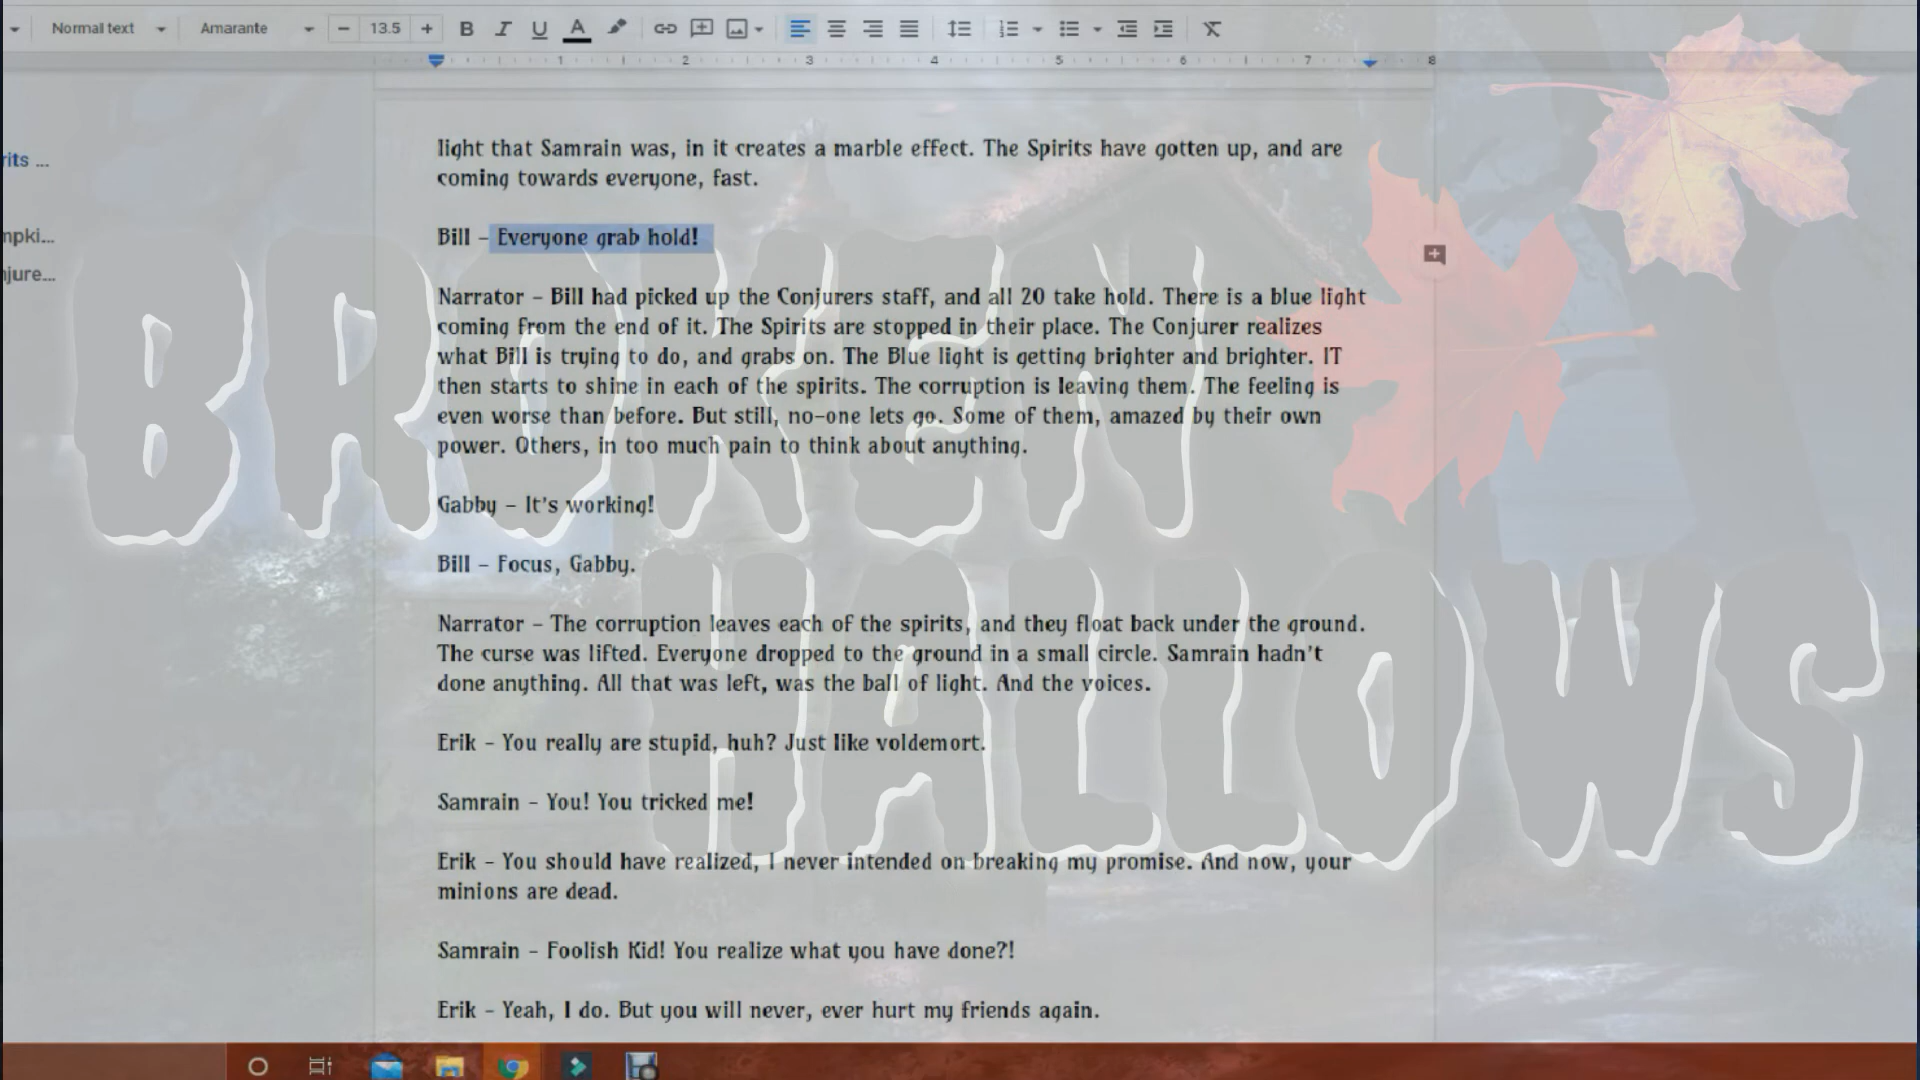 Normal text
Amarante
13.5
1 2 3 4 5 6 7 8
light that Samrain was, in it creates a marble effect. The Spirits have gotten up, and are
coming towards everyone, fast.
rits ...
Bill - Everyone grab hold!
npki...
njure...
Narrator - Bill had picked up the Conjurers staff, and all 20 take hold. There is a blue light
coming from the end of it. The Spirits are stopped in their place. The Conjurer realizes
what Bill is trying to do, and grabs on. The Blue light is getting brighter and brighter. IT
then starts to shine in each of the spirits. The corruption is leaving them. The feeling is
even worse than before. But still, no-one lets go. Some of them, amazed by their own
power. Others, in too much pain to think about anything.
Gabby - It's working!
Bill - Focus, Gabby.
Narrator - The corruption leaves each of the spirits, and they float back under the ground.
The curse was lifted. Everyone dropped to the ground in a small circle. Samrain hadn't
done anything. All that was left, was the ball of light. And the voices.
Erik - You really are stupid, huh? Just like voldemort.
Samrain - You! You tricked me!
Erik - You should have realized, I never intended on breaking my promise. And now, your
minions are dead.
Samrain - Foolish Kid! You realize what you have done?!
Erik - Yeah, I do. But you will never, ever hurt my friends again.
BROKEN
HALLOWS